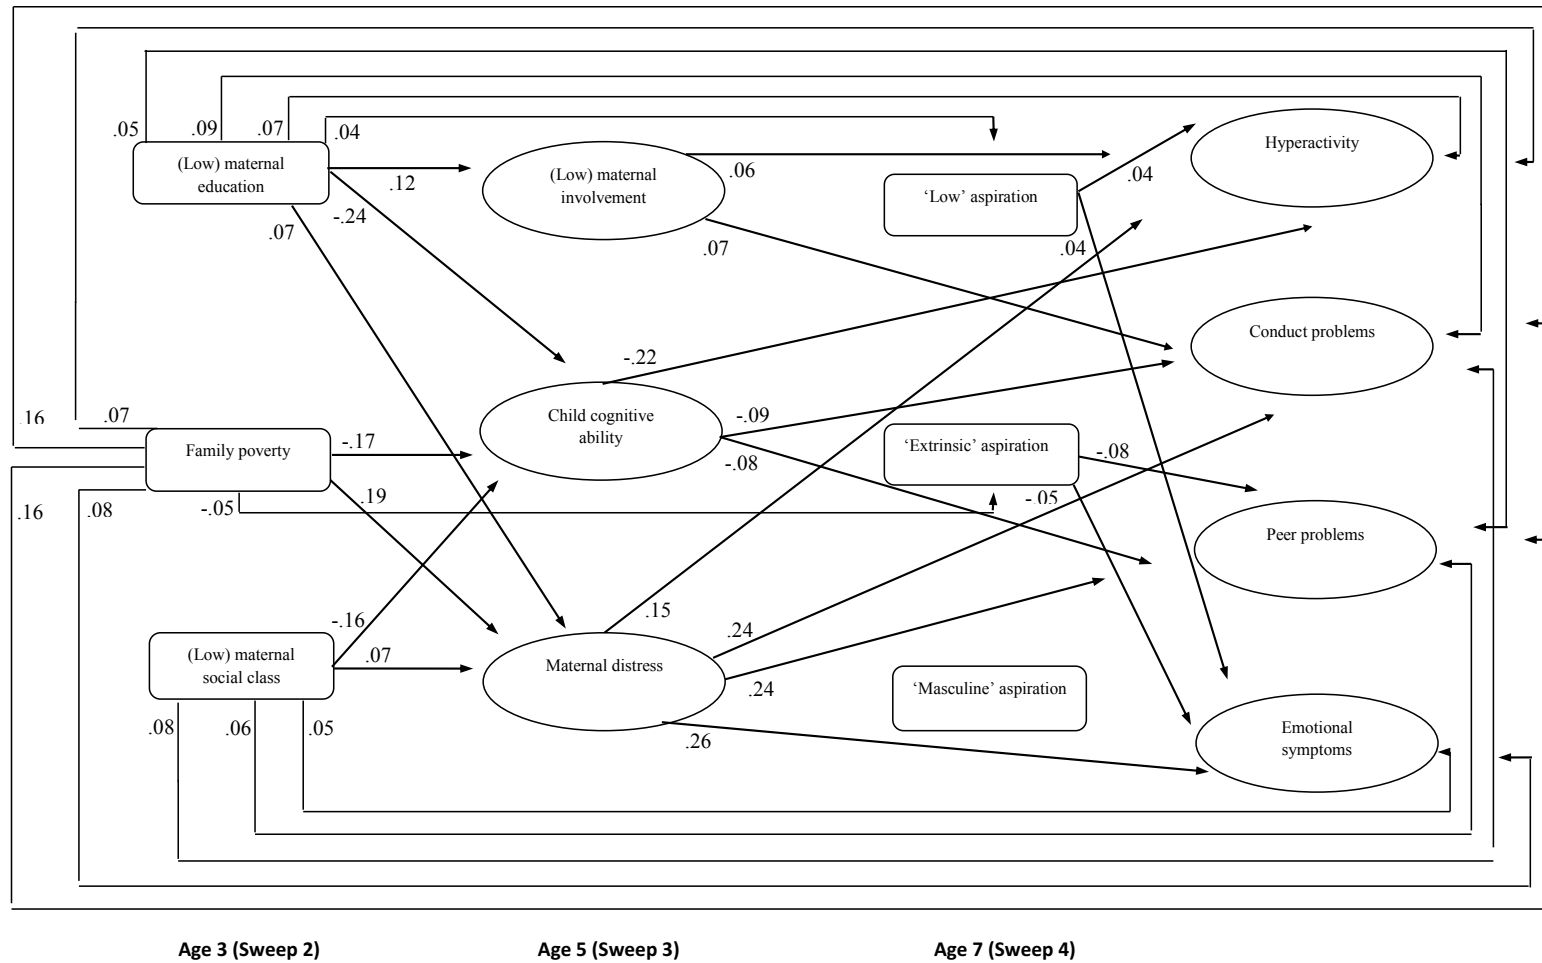 .05
.09
.07
.04
(Low) maternal
education
.12
-.24
.07
(Low) maternal
involvement
.06
.07
'Low' aspiration
.04
.04
Hyperactivity
Conduct problems
-.22
Child cognitive
ability
-.09
-.08
'Extrinsic' aspiration
-.08
-.05
.16
.07
Family poverty
-.17
.19
-.05
.16
.08
Peer problems
(Low) maternal
social class
-.16
.07
.08
.06
.05
Maternal distress
.15
.24
.24
.26
'Masculine' aspiration
Emotional
symptoms
Age 3 (Sweep 2)
Age 5 (Sweep 3)
Age 7 (Sweep 4)